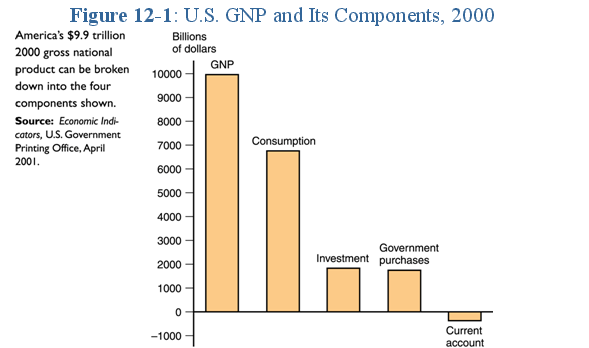 Figure 12-1: U.S. GNP and Its Components, 2000
America's $9.9 trillion
2000 gross national
product can be broken
down into the four
components shown.
Source: Economic Indi-
cators, U.S. Government
Printing Office, April
2001.
Billions
of dollars
10000
9000
8000
7000
6000
5000
4000
3000
2000
1000
0
–1000
GNP
Consumption
Investment
Government
purchases
Current
account